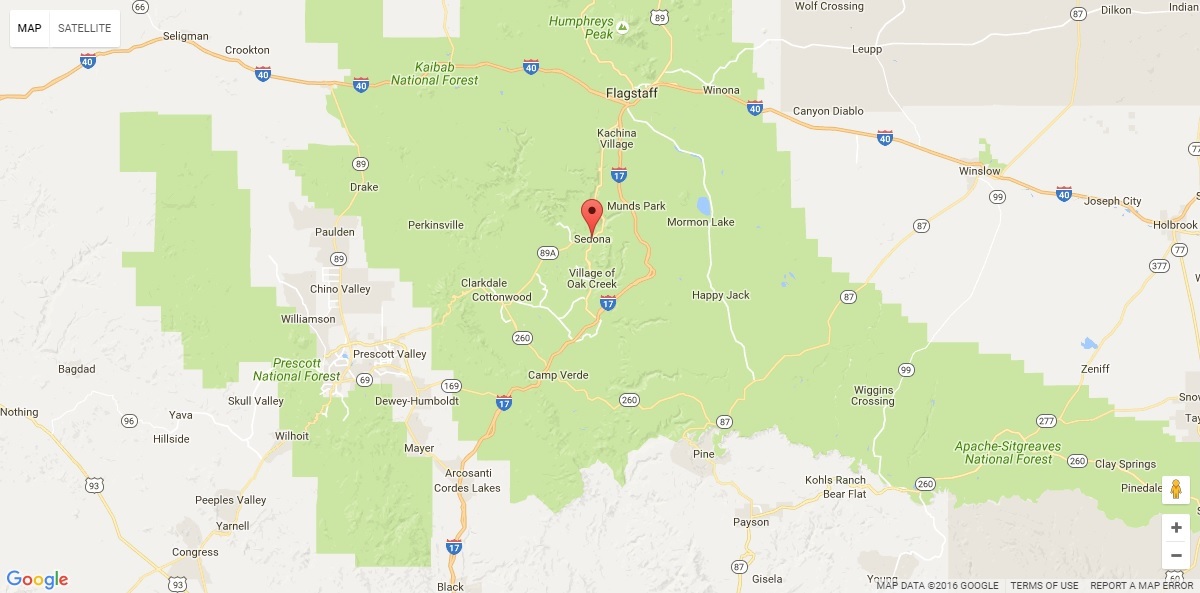 MAP
SATELLITE
66
Humphreys
Peak
89
Wolf Crossing
87
Dilkon
Indian
Seligman
Crookton
Leupp
40
40
40
Kaibab
National Forest
40
Flagstaff
Winona
40
Canyon Diablo
40
Kachina
Village
17
77
89
Drake
Winslow
40
99
Joseph City
Perkinsville
Munds Park
Mormon Lake
87
Holbrook
Paulden
89
Sedona
89A
77
377
Chino Valley
Clarkdale
Cottonwood
Village of
Oak Creek
17
Happy Jack
87
Williamson
260
Zeniff
Prescott Valley
Prescott
National Forest
69
Bagdad
Camp Verde
99
169
Dewey-Humboldt
17
260
Wiggins
Crossing
Nothing
Yava
96
Skull Valley
Hillside
Wilhoit
87
277
Snow
Tay
Mayer
Pine
Apache-Sitgreaves
National Forest
260
Clay Springs
Pinedale
Arcosanti
Cordes Lakes
Kohls Ranch
Bear Flat
260
93
Peeples Valley
Yarnell
Payson
Congress
17
87
Gisela
Young
60
93
Black
Google
MAP DATA ©2016 GOOGLE
TERMS OF USE
REPORT A MAP ERROR